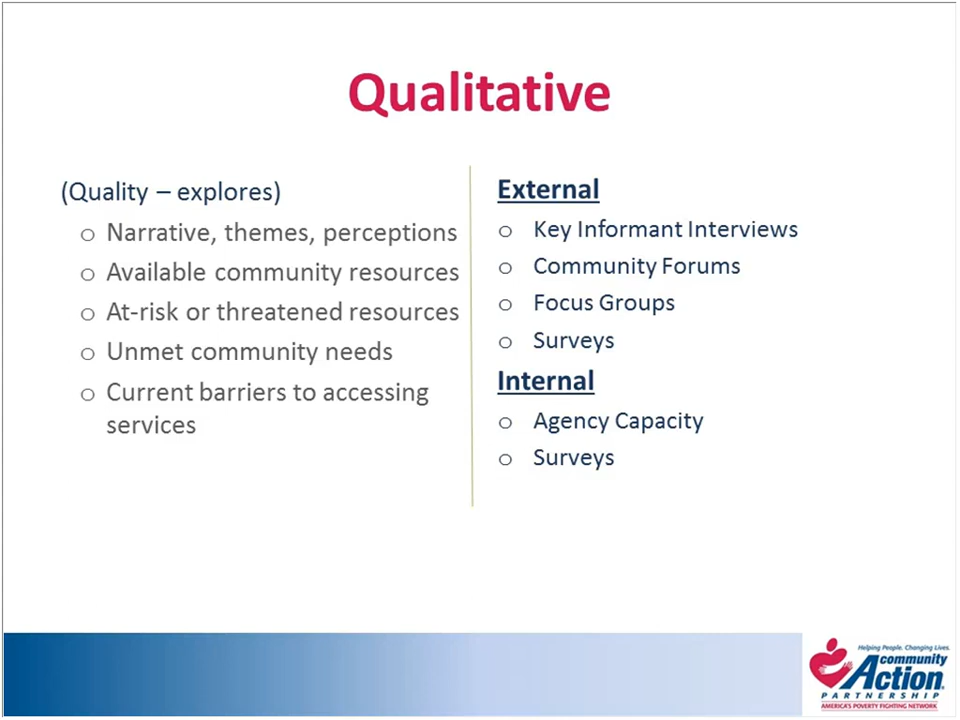 Qualitative
(Quality – explores)
o Narrative, themes, perceptions
o Available community resources
o At-risk or threatened resources
o Unmet community needs
o Current barriers to accessing
services
External
o Key Informant Interviews
o Community Forums
o Focus Groups
o Surveys
Internal
o Agency Capacity
o Surveys
Helping People. Changing Lives.
community
Action
PARTNERSHIP
AMERICA'S POVERTY FIGHTING NETWORK